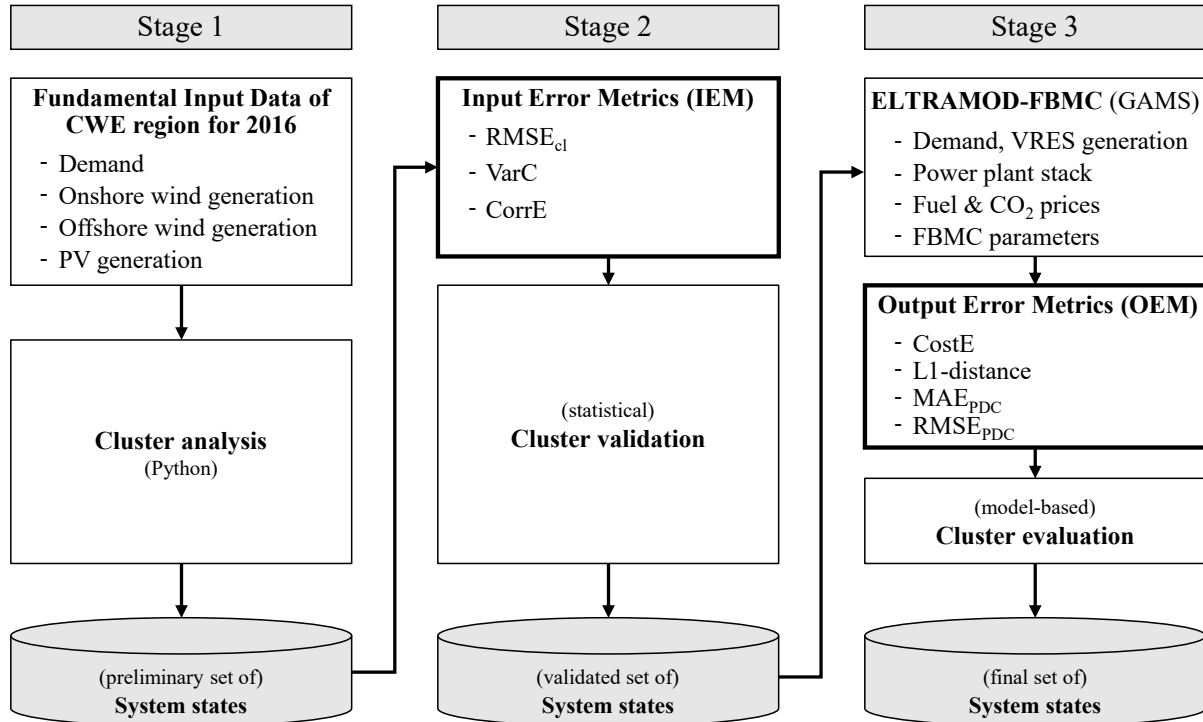 Stage 1
Fundamental Input Data of
CWE region for 2016
- Demand
- Onshore wind generation
- Offshore wind generation
- PV generation
Cluster analysis
(Python)
(preliminary set of)
System states
Stage 2
Input Error Metrics (IEM)
- RMSE_cl
- VarC
- CorrE
(statistical)
Cluster validation
(validated set of)
System states
Stage 3
ELTRAMOD-FBMC (GAMS)
- Demand, VRES generation
- Power plant stack
- Fuel & CO₂ prices
- FBMC parameters
Output Error Metrics (OEM)
- CostE
- L1-distance
- MAE_PDC
- RMSE_PDC
(model-based)
Cluster evaluation
(final set of)
System states